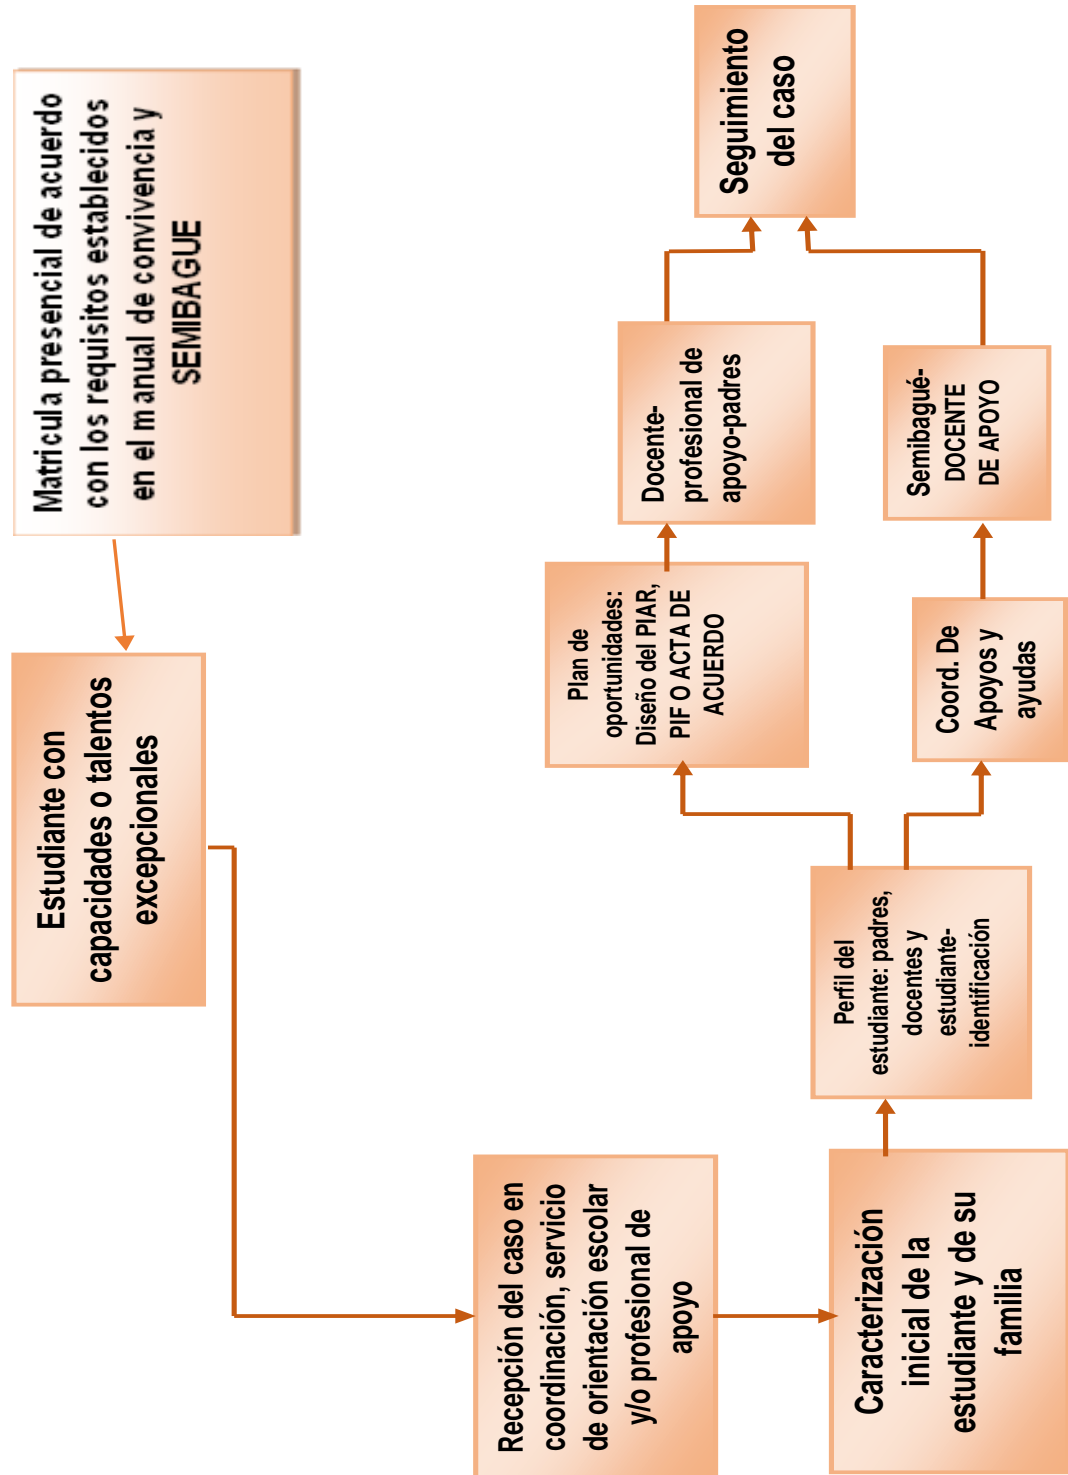 Matricula presencial de acuerdo
con los requisitos establecidos
en el manual de convivencia y
SEMIBAGUE
Estudiante con
capacidades o talentos
excepcionales
Recepción del caso en
coordinación, servicio
de orientación escolar
y/o profesional de
apoyo
Caracterización
inicial de la
estudiante y de su
familia
Perfil del
estudiante: padres,
docentes y
estudiante-
identificación
Plan de
oportunidades:
Diseño del PIAR,
PIF O ACTA DE
ACUERDO
Docente-
profesional de
apoyo-padres
Coord. De
Apoyos y
ayudas
Semibagué-
DOCENTE
DE APOYO
Seguimiento
del caso